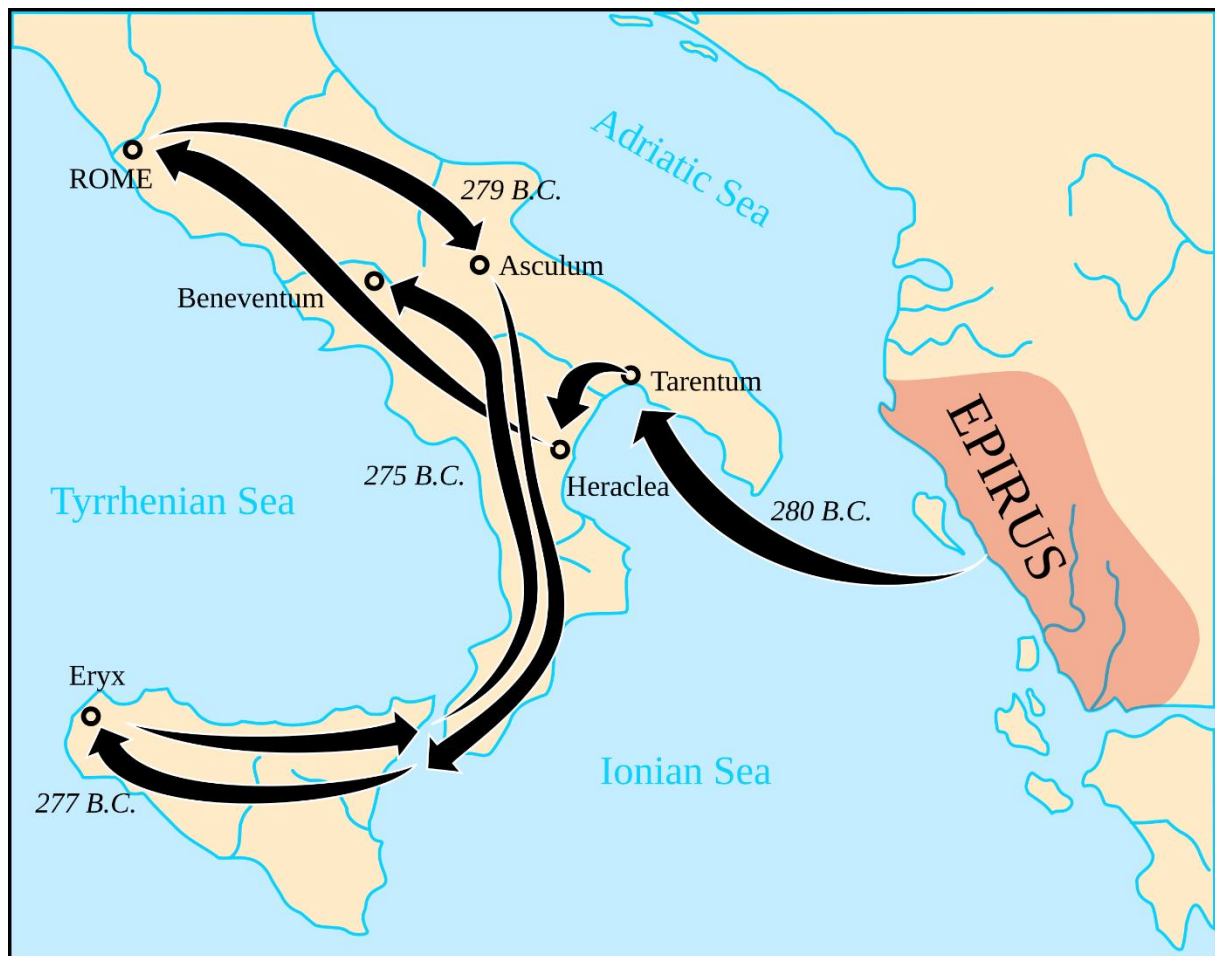 Adriatic Sea
ROME
279 B.C.
Asculum
Beneventum
Tarentum
EPIRUS
275 B.C.
Heraclea
Tyrrhenian Sea
280 B.C.
Eryx
Ionian Sea
277 B.C.